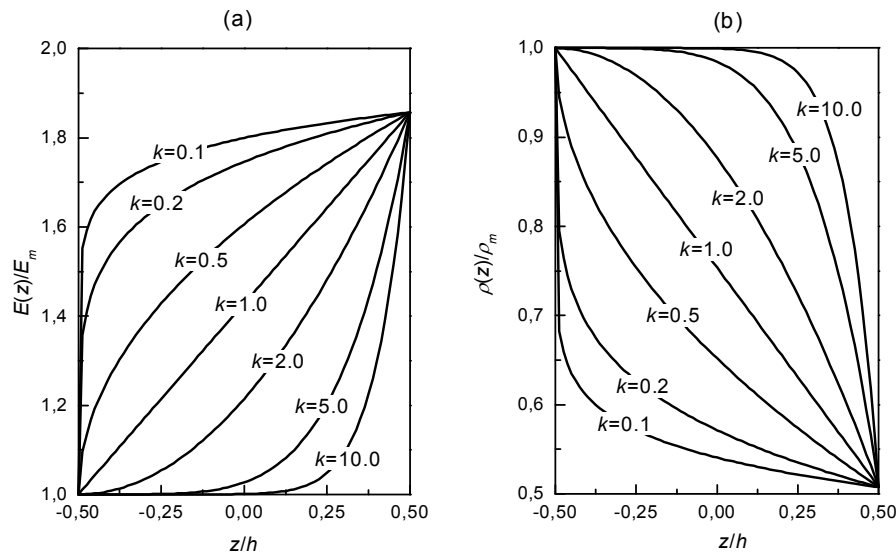 (a)
2,0
1,8
1,6
1,4
1,2
1,0
E(z)/E_m
k=0.1
k=0.2
k=0.5
k=1.0
k=2.0
k=5.0
k=10.0
-0,50 -0,25 0,00 0,25 0,50
z/h
(b)
1,0
0,9
0,8
0,7
0,6
0,5
ρ(z)/ρ_m
k=10.0
k=5.0
k=2.0
k=1.0
k=0.5
k=0.2
k=0.1
-0,50 -0,25 0,00 0,25 0,50
z/h